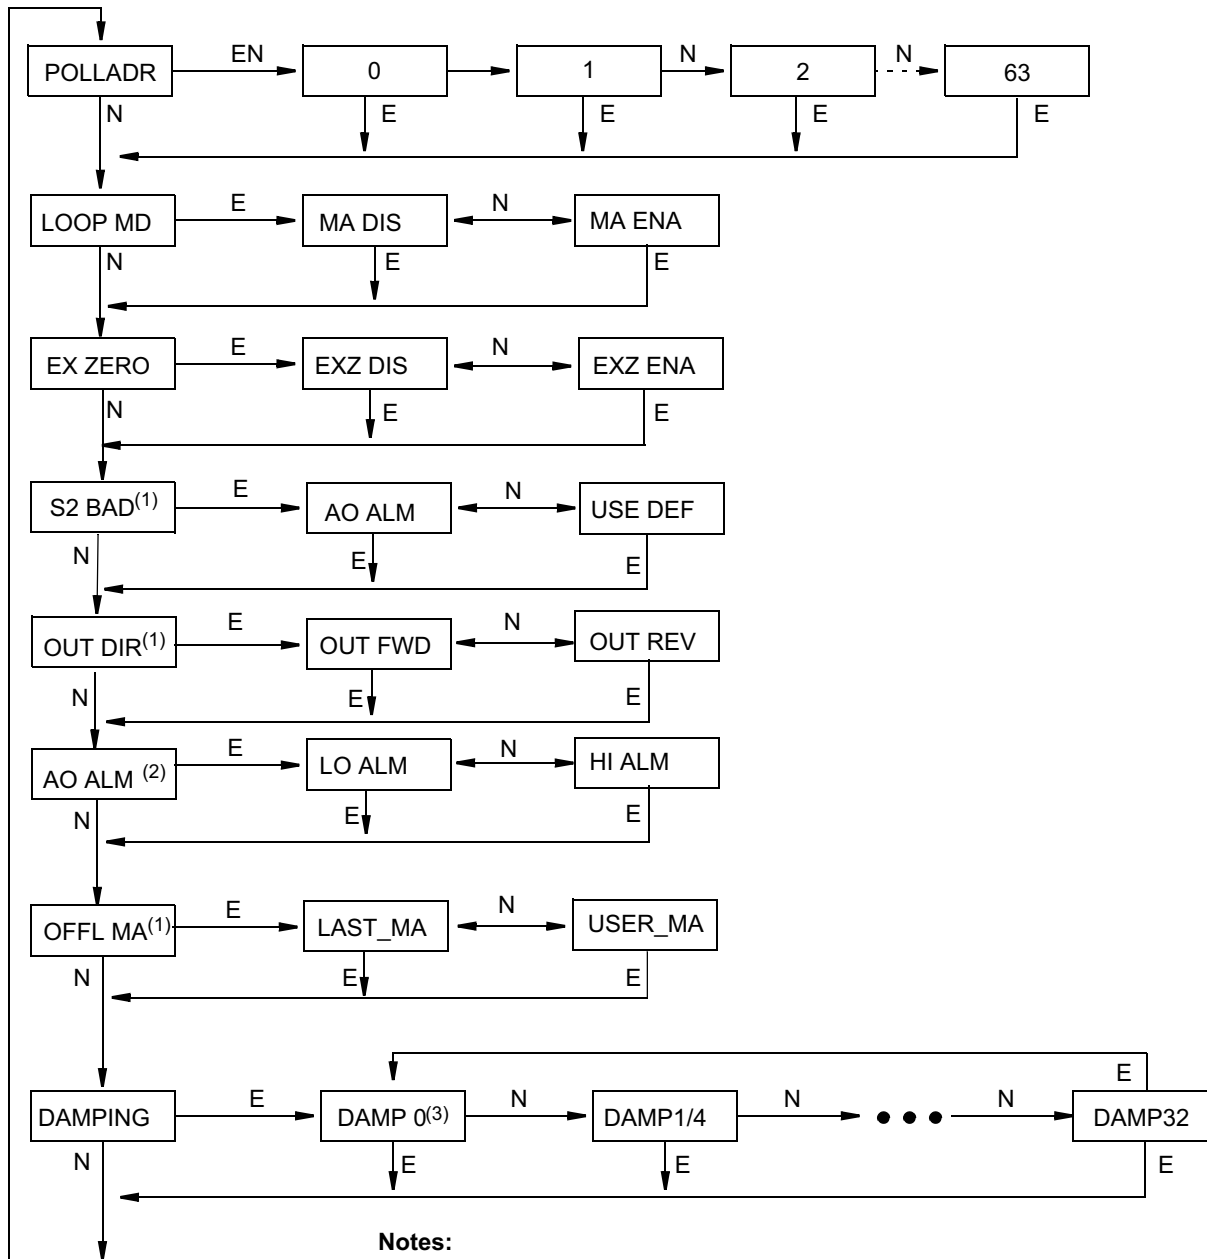 POLLADR EN 0 1 N 2 N 63
N E E E E
LOOP MD E MA DIS N MA ENA
N E E
EX ZERO E EXZ DIS N EXZ ENA
N E E
S2 BAD(1) E AO ALM N USE DEF
N E E
OUT DIR(1) E OUT FWD N OUT REV
N E E
AO ALM (2) E LO ALM N HI ALM
N E E
OFFL MA(1) E LAST_MA N USER_MA
N E E
E
DAMPING E DAMP 0(3) N DAMP1/4 N N DAMP32
N E E E
Notes: